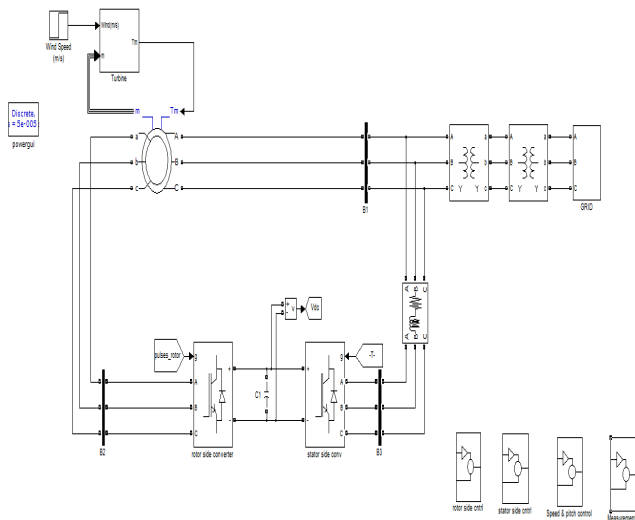 Wind(m/s)
Tm
m
Wind Speed
(m/s)
Turbine
Discrete,
s = 5e-005
powergui
m
Tm
a
A
b
B
c
C
B1
A
a
B
b
C
c
Y
Y
A
a
B
b
C
c
Y
Y
GRID
A
B
C
A
B
C
+
-
v
Vdc
pulses_rotor
g
A
B
C
+
-
rotor side converter
C1
-T-
g
+
-
A
B
C
stator side conv
B2
B3
rotor side cntrl
stator side cntrl
Speed & pitch control
Measurement